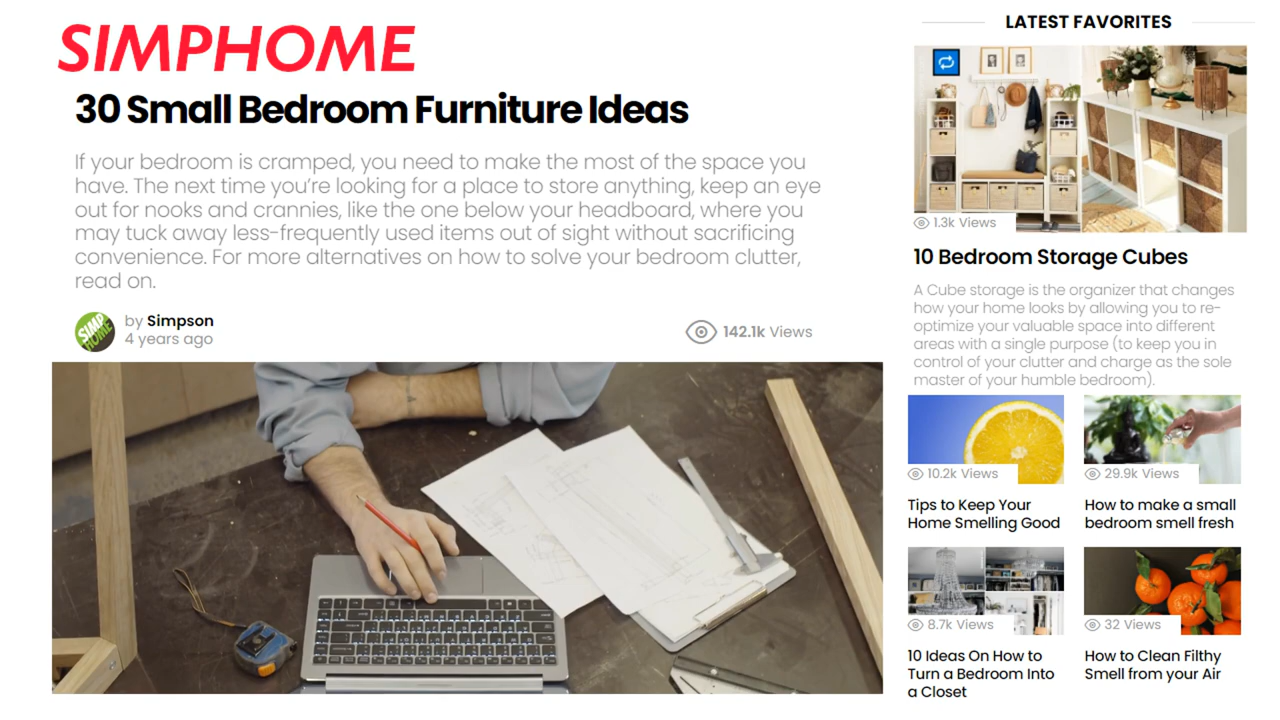 SIMPHOME
30 Small Bedroom Furniture Ideas
If your bedroom is cramped, you need to make the most of the space you
have. The next time you’re looking for a place to store anything, keep an eye
out for nooks and crannies, like the one below your headboard, where you
may tuck away less-frequently used items out of sight without sacrificing
convenience. For more alternatives on how to solve your bedroom clutter,
read on.
SIMP
HOME
by Simpson
4 years ago
142.1k Views
LATEST FAVORITES
1.3k Views
10 Bedroom Storage Cubes
A Cube storage is the organizer that changes
how your home looks by allowing you to re-
optimize your valuable space into different
areas with a single purpose (to keep you in
control of your clutter and charge as the sole
master of your humble bedroom).
10.2k Views
Tips to Keep Your
Home Smelling Good
29.9k Views
How to make a small
bedroom smell fresh
8.7k Views
10 Ideas On How to
Turn a Bedroom Into
a Closet
32 Views
How to Clean Filthy
Smell from your Air